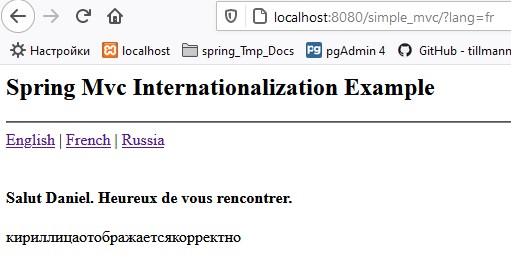 localhost:8080/simple_mvc/?lang=fr
Настройки localhost spring_Tmp_Docs pgAdmin 4 GitHub - tillmann
Spring Mvc Internationalization Example
English | French | Russia
Salut Daniel. Heureux de vous rencontrer.
кириллицаотображаетсякорректно